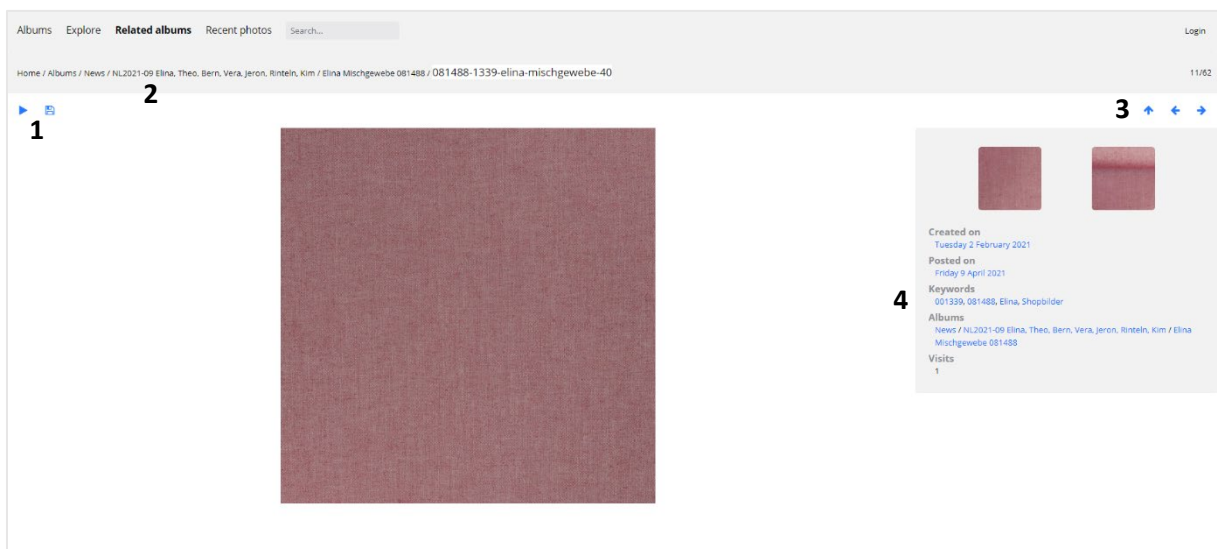 Albums Explore Related albums Recent photos Search... Login
Home / Albums / News / NL2021-09 Elina, Theo, Bern, Vera, Jeron, Rinteln, Kim / Elina Mischgewebe 081488 / 081488-1339-elina-mischgewebe-40 11/62
2
1
3
Created on
Tuesday 2 February 2021
Posted on
Friday 9 April 2021
Keywords
4
001339, 081488, Elina, Shopbilder
Albums
News / NL2021-09 Elina, Theo, Bern, Vera, Jeron, Rinteln, Kim / Elina
Mischgewebe 081488
Visits
1